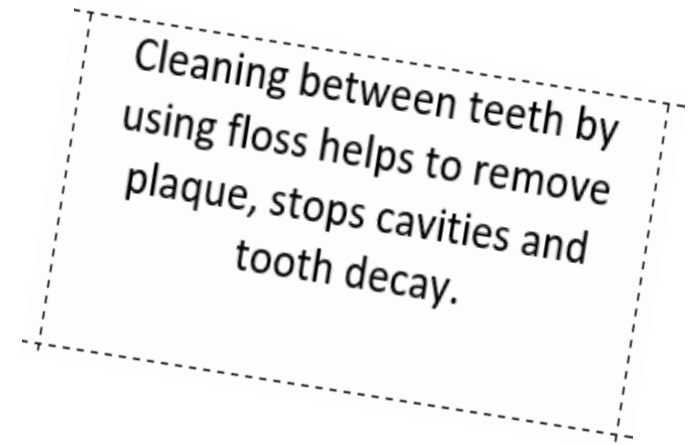 Cleaning between teeth by
using floss helps to remove
plaque, stops cavities and
tooth decay.